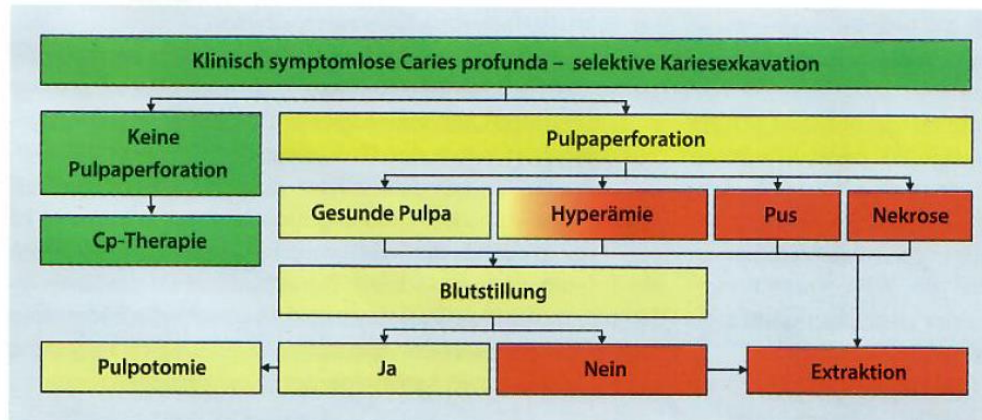 Klinisch symptomlose Caries profunda – selektive Kariesexkavation
Keine
Pulpaperforation
Pulpaperforation
Gesunde Pulpa
Hyperämie
Pus
Nekrose
Cp-Therapie
Blutstillung
Pulpotomie
Ja
Nein
Extraktion